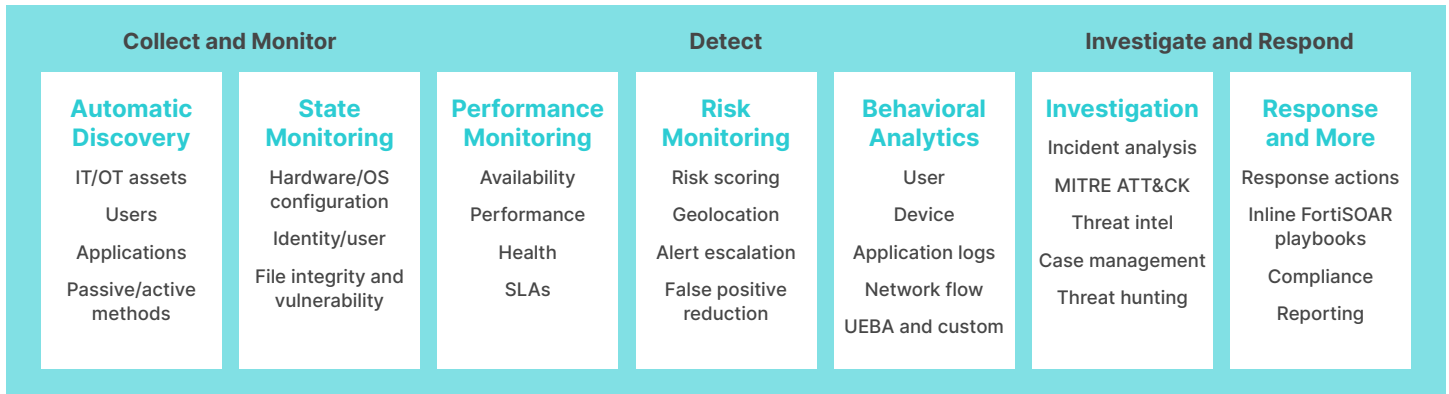 Collect and Monitor
Detect
Investigate and Respond
Automatic
Discovery
IT/OT assets
Users
Applications
Passive/active
methods
State
Monitoring
Hardware/OS
configuration
Identity/user
File integrity and
vulnerability
Performance
Monitoring
Availability
Performance
Health
SLAs
Risk
Monitoring
Risk scoring
Geolocation
Alert escalation
False positive
reduction
Behavioral
Analytics
User
Device
Application logs
Network flow
UEBA and custom
Investigation
Incident analysis
MITRE ATT&CK
Threat intel
Case management
Threat hunting
Response
and More
Response actions
Inline FortiSOAR
playbooks
Compliance
Reporting